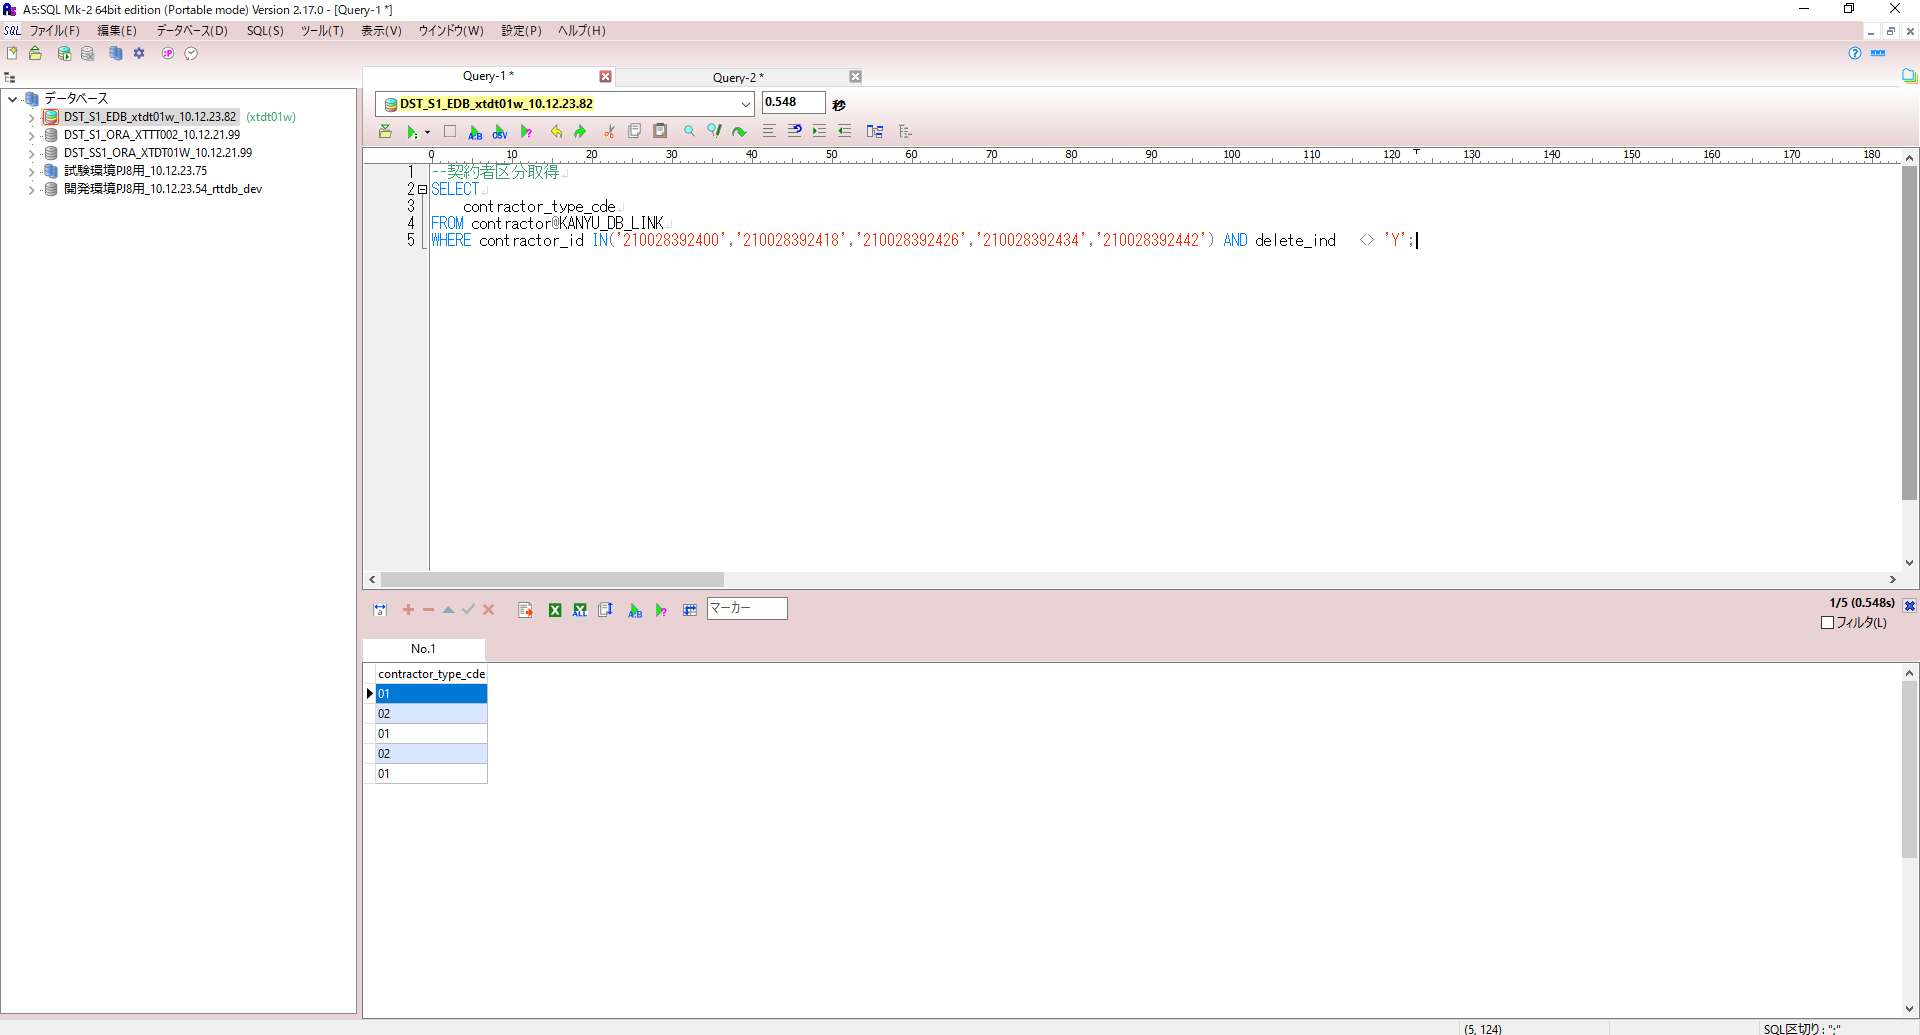 A5:SQL Mk-2 64bit edition (Portable mode) Version 2.17.0 - [Query-1 *]
SQL ファイル(F) 編集(E) データベース(D) SQL(S) ツール(T) 表示(V) ウインドウ(W) 設定(P) ヘルプ(H)
Query-1 * Query-2 *
データベース
DST_S1_EDB_xtdt01w_10.12.23.82 (xtdt01w)
DST_S1_ORA_XTTT002_10.12.21.99
DST_SS1_ORA_XTDT01W_10.12.21.99
試験環境PJ8用_10.12.23.75
開発環境PJ8用_10.12.23.54_rttdb_dev
DST_S1_EDB_xtdt01w_10.12.23.82 0.548 秒
0 10 20 30 40 50 60 70 80 90 100 110 120 130 140 150 160 170 180
1 --契約者区分取得
2 SELECT
3 contractor_type_cde
4 FROM contractor@KANYU_DB_LINK
5 WHERE contractor_id IN('210028392400','210028392418','210028392426','210028392434','210028392442') AND delete_ind <> 'Y';
マーカー
1/5 (0.548s)
フィルタ(L)
No.1
contractor_type_cde
01
02
01
02
01
(5, 124) SQL区切り: ";"